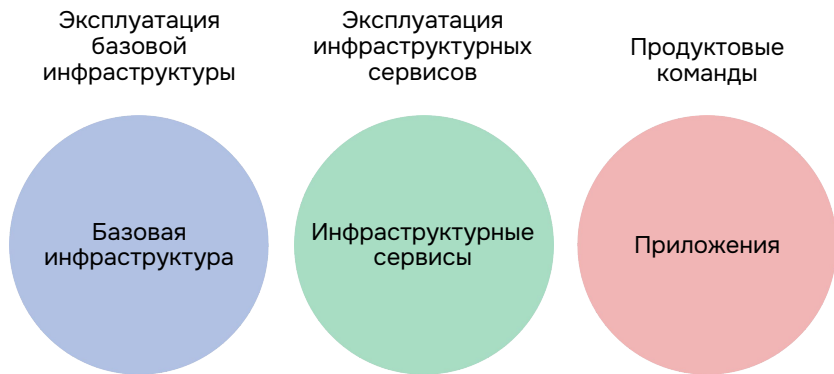 Эксплуатация
базовой
инфраструктуры
Эксплуатация
инфраструктурных
сервисов
Продуктовые
команды
Базовая
инфраструктура
Инфраструктурные
сервисы
Приложения